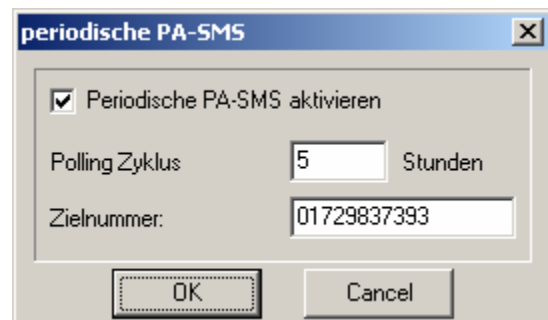 periodische PA-SMS
Periodische PA-SMS aktivieren
Polling Zyklus 5 Stunden
Zielnummer: 01729837393
OK Cancel